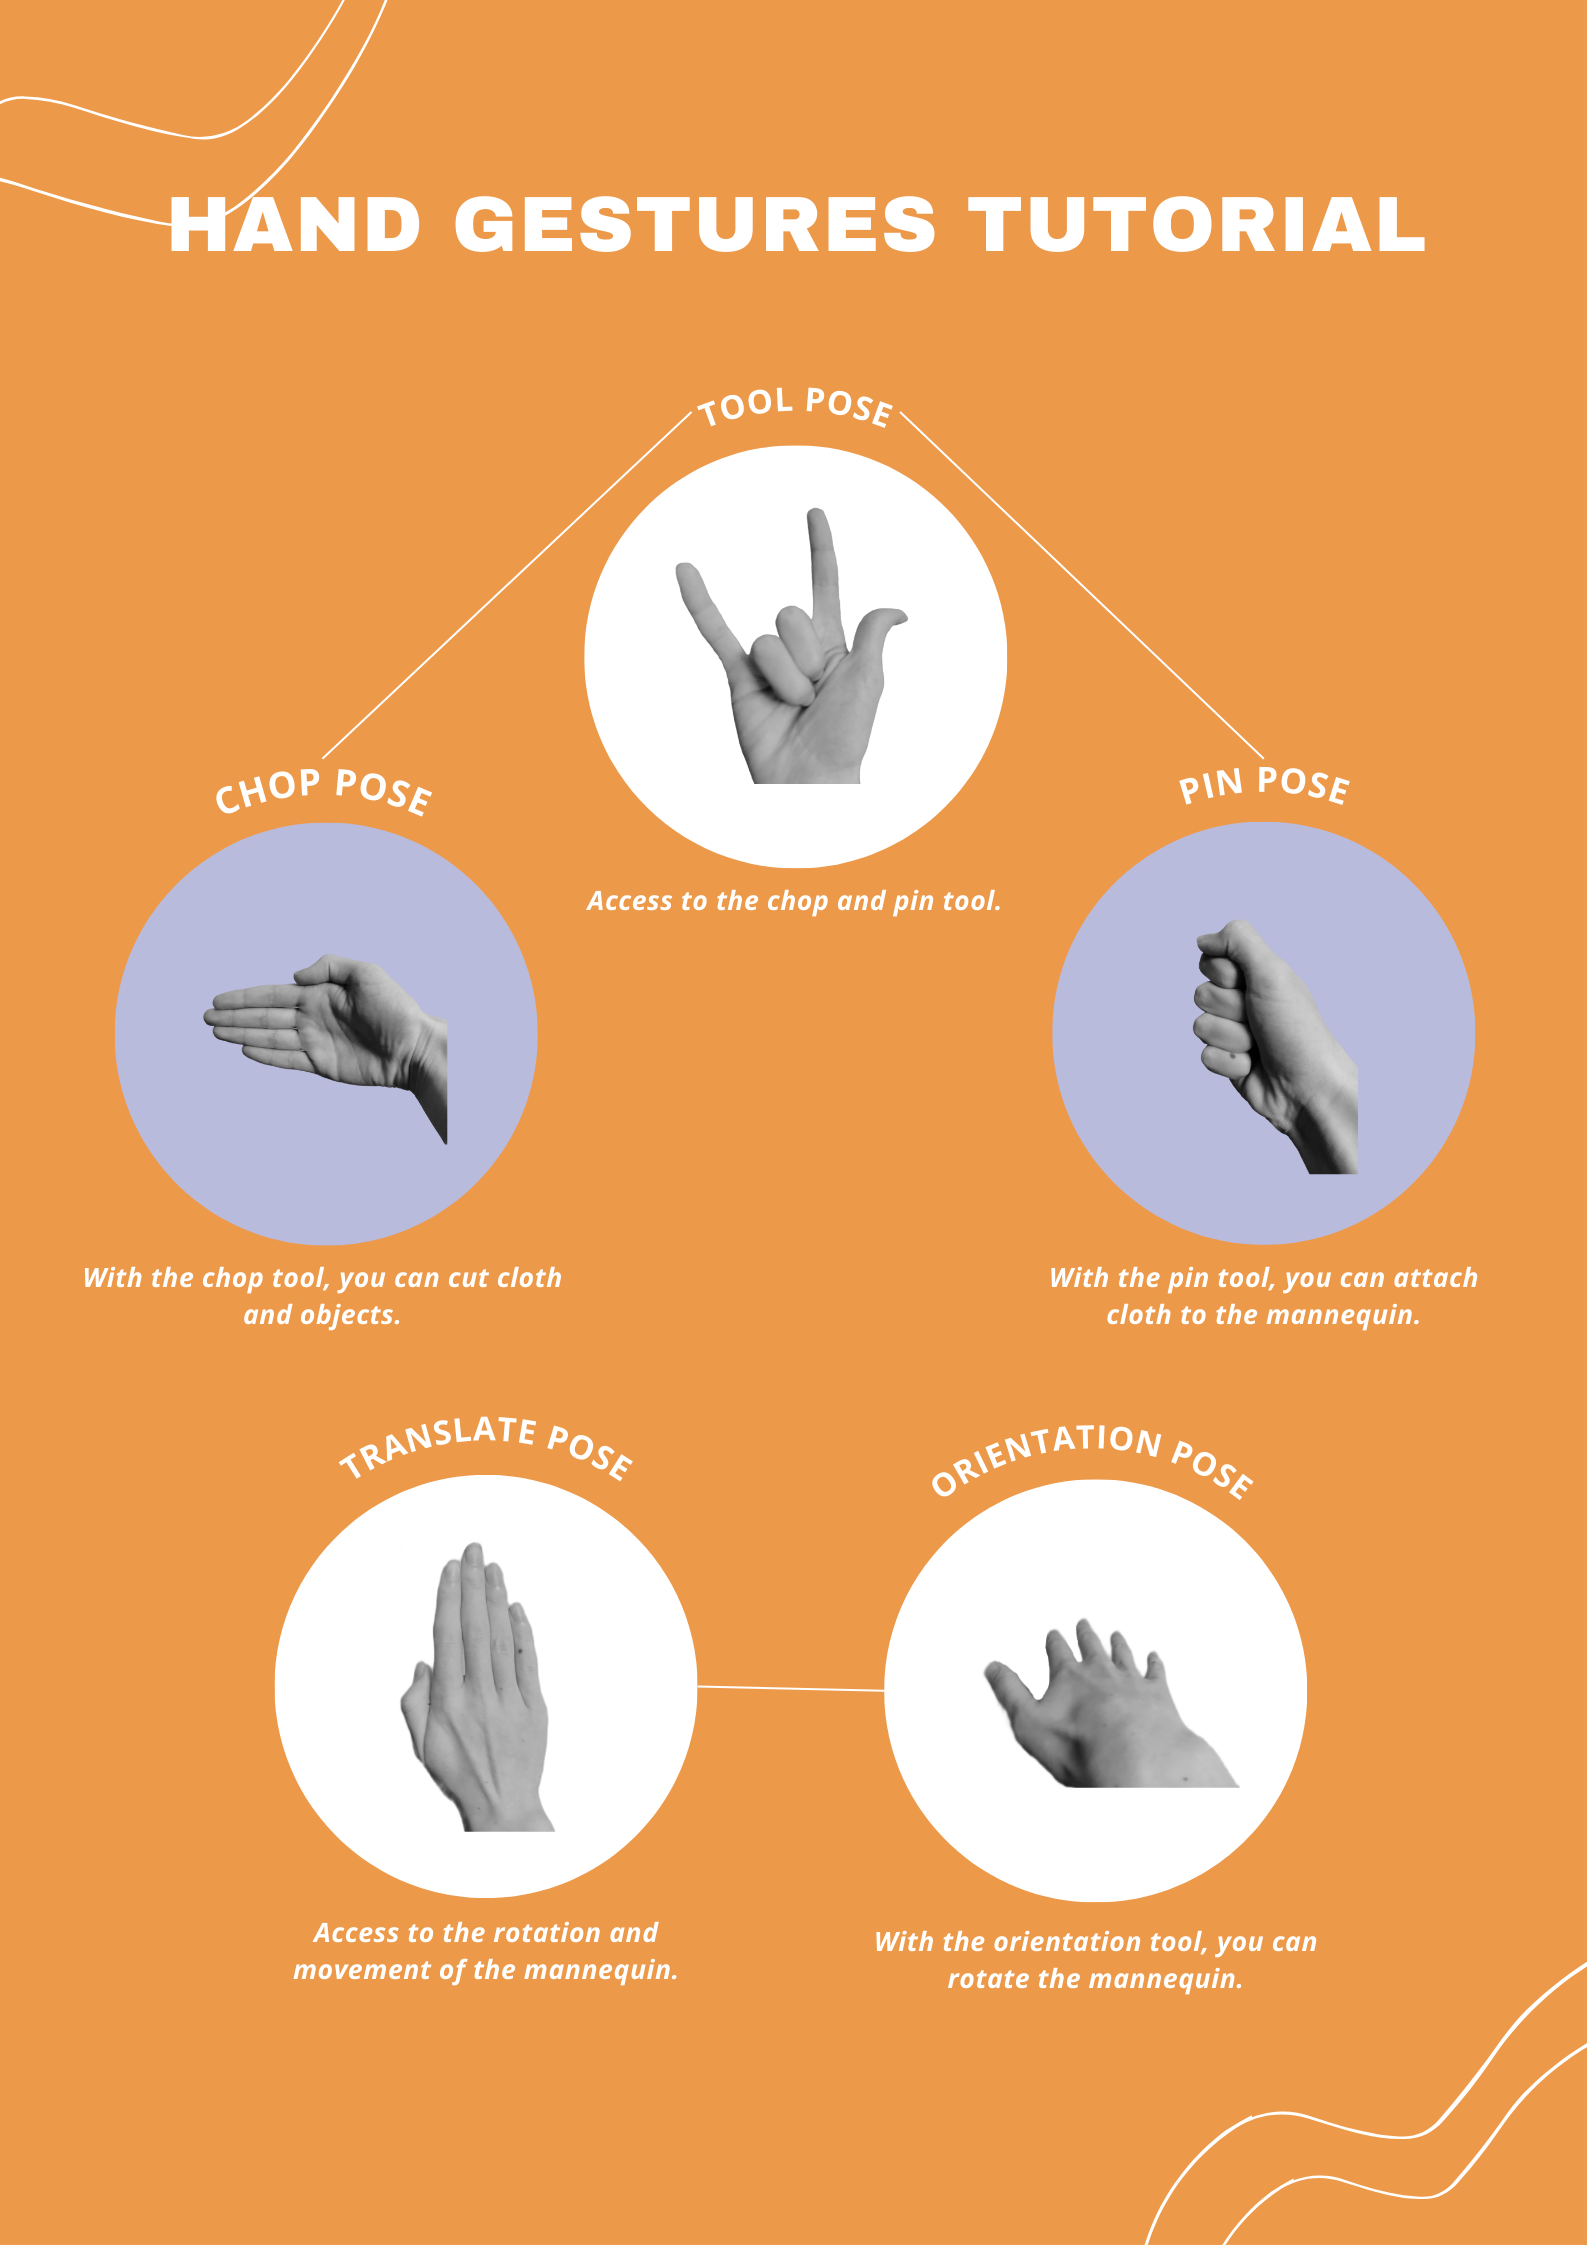 HAND GESTURES TUTORIAL
TOOL POSE
Access to the chop and pin tool.
CHOP POSE
With the chop tool, you can cut cloth
and objects.
PIN POSE
With the pin tool, you can attach
cloth to the mannequin.
TRANSLATE POSE
Access to the rotation and
movement of the mannequin.
ORIENTATION POSE
With the orientation tool, you can
rotate the mannequin.